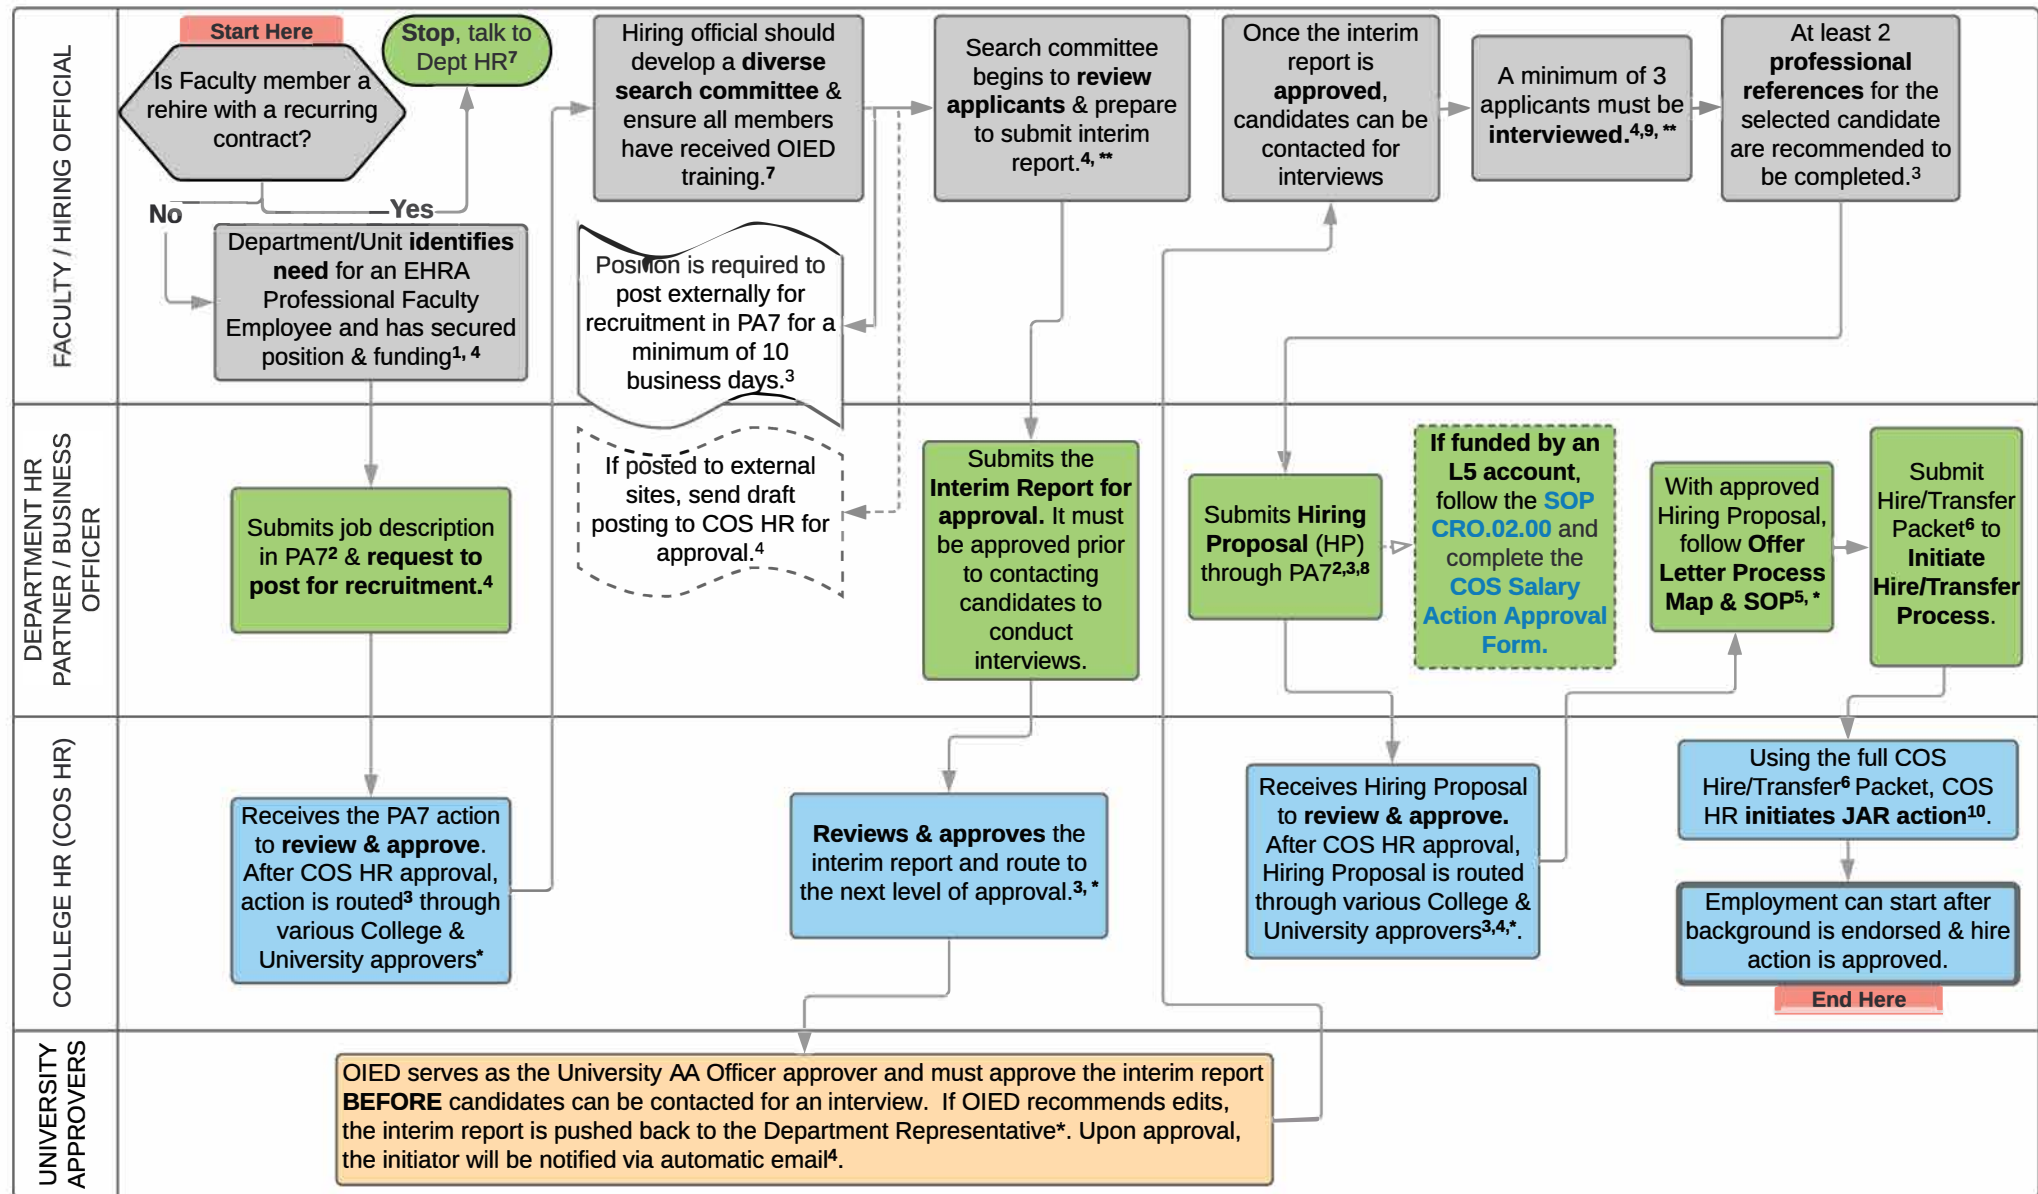 FACULTY / HIRING OFFICIAL
Start Here
Is Faculty member a
rehire with a recurring
contract?
Stop, talk to
Dept HR7
No
Yes
Department/Unit identifies
need for an EHRA
Professional Faculty
Employee and has secured
position & funding1, 4
Hiring official should
develop a diverse
search committee &
ensure all members
have received OIED
training.7
Position is required to
post externally for
recruitment in PA7 for a
minimum of 10
business days.3
Search committee
begins to review
applicants & prepare
to submit interim
report.4, **
Once the interim
report is
approved,
candidates can be
contacted for
interviews
A minimum of 3
applicants must be
interviewed.4,9, **
At least 2
professional
references for the
selected candidate
are recommended to
be completed.3
DEPARTMENT HR
PARTNER / BUSINESS
OFFICER
Submits job description
in PA72 & request to
post for recruitment.4
If posted to external
sites, send draft
posting to COS HR for
approval.4
Submits the
Interim Report for
approval. It must
be approved prior
to contacting
candidates to
conduct
interviews.
Submits Hiring
Proposal (HP)
through PA72,3,8
If funded by an
L5 account,
follow the SOP
CRO.02.00 and
complete the
COS Salary
Action Approval
Form.
With approved
Hiring Proposal,
follow Offer
Letter Process
Map & SOP5, *
Submit
Hire/Transfer
Packet6 to
Initiate
Hire/Transfer
Process.
COLLEGE HR (COS HR)
Receives the PA7 action
to review & approve.
After COS HR approval,
action is routed3 through
various College &
University approvers*
Reviews & approves the
interim report and route to
the next level of approval.3, *
Receives Hiring Proposal
to review & approve.
After COS HR approval,
Hiring Proposal is routed
through various College &
University approvers3,4,*.
Using the full COS
Hire/Transfer6 Packet, COS
HR initiates JAR action10.
Employment can start after
background is endorsed & hire
action is approved.
End Here
UNIVERSITY
APPROVERS
OIED serves as the University AA Officer approver and must approve the interim report
BEFORE candidates can be contacted for an interview. If OIED recommends edits,
the interim report is pushed back to the Department Representative*. Upon approval,
the initiator will be notified via automatic email4.